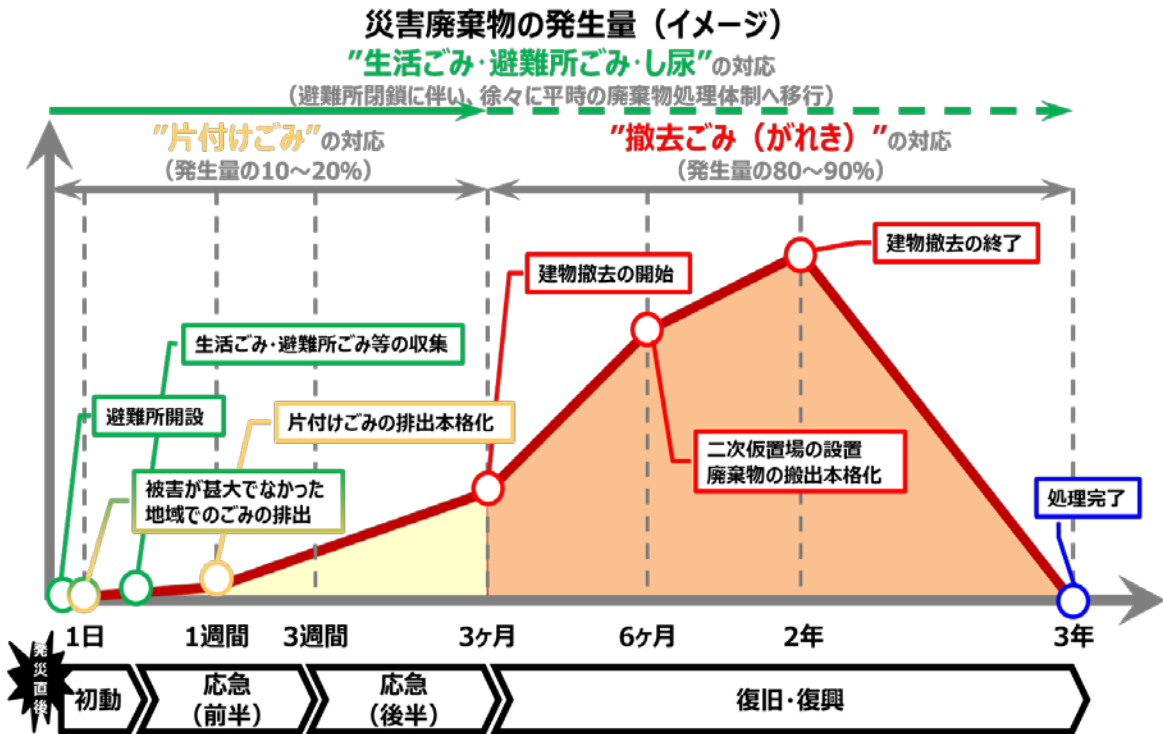 災害廃棄物の発生量（イメージ）
”生活ごみ・避難所ごみ・し尿”の対応
（避難所閉鎖に伴い、徐々に平時の廃棄物処理体制へ移行）
”片付けごみ”の対応
（発生量の10～20%）
”撤去ごみ（がれき）”の対応
（発生量の80～90%）
建物撤去の終了
建物撤去の開始
生活ごみ・避難所ごみ等の収集
避難所開設
片付けごみの排出本格化
二次仮置場の設置
廃棄物の搬出本格化
被害が甚大でなかった
地域でのごみの排出
処理完了
1日
1週間
3週間
3ヶ月
6ヶ月
2年
3年
発災直後
初動
応急
（前半）
応急
（後半）
復旧・復興